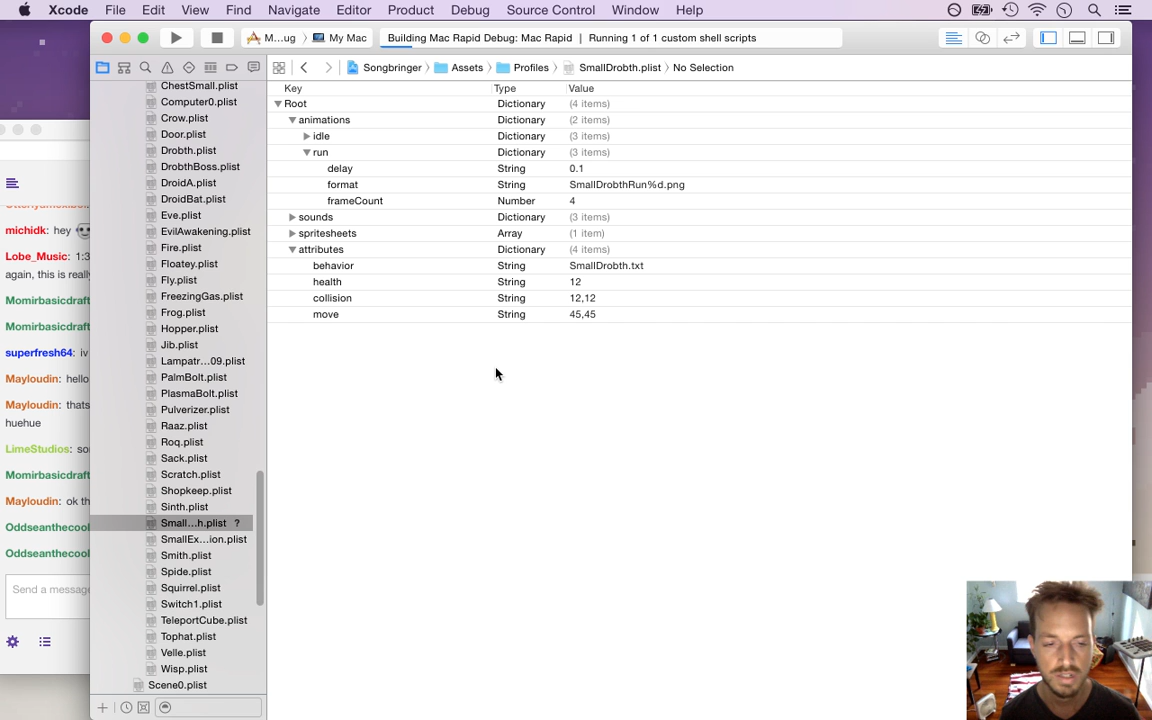 Xcode File Edit View Find Navigate Editor Product Debug Source Control Window Help
M...ug 〉 My Mac
Building Mac Rapid Debug: Mac Rapid | Running 1 of 1 custom shell scripts
Songbringer 〉 Assets 〉 Profiles 〉 SmallDrobth.plist 〉 No Selection
ChestSmall.plist
Computer0.plist
Crow.plist
Door.plist
Drobth.plist
DrobthBoss.plist
DroidA.plist
DroidBat.plist
Eve.plist
EvilAwakening.plist
Fire.plist
Floatey.plist
Fly.plist
FreezingGas.plist
Frog.plist
Hopper.plist
Jib.plist
Lampatr...09.plist
PalmBolt.plist
PlasmaBolt.plist
Pulverizer.plist
Raaz.plist
Roq.plist
Sack.plist
Scratch.plist
Shopkeep.plist
Sinth.plist
Small...h.plist ?
SmallEx...ion.plist
Smith.plist
Spide.plist
Squirrel.plist
Switch1.plist
TeleportCube.plist
Tophat.plist
Velle.plist
Wisp.plist
Scene0.plist
Key Type Value
Root Dictionary (4 items)
animations Dictionary (2 items)
idle Dictionary (3 items)
run Dictionary (3 items)
delay String 0.1
format String SmallDrobthRun%d.png
frameCount Number 4
sounds Dictionary (3 items)
spritesheets Array (1 item)
attributes Dictionary (4 items)
behavior String SmallDrobth.txt
health String 12
collision String 12,12
move String 45,45
michidk: hey
Lobe_Music: 1:3
again, this is really
Momirbasicdraft
Momirbasicdraft
superfresh64: iv
Mayloudin: hello
Mayloudin: thats
huehue
LimeStudios: so
Momirbasicdraft
Mayloudin: ok th
Oddseanthecool
Oddseanthecool
Send a message